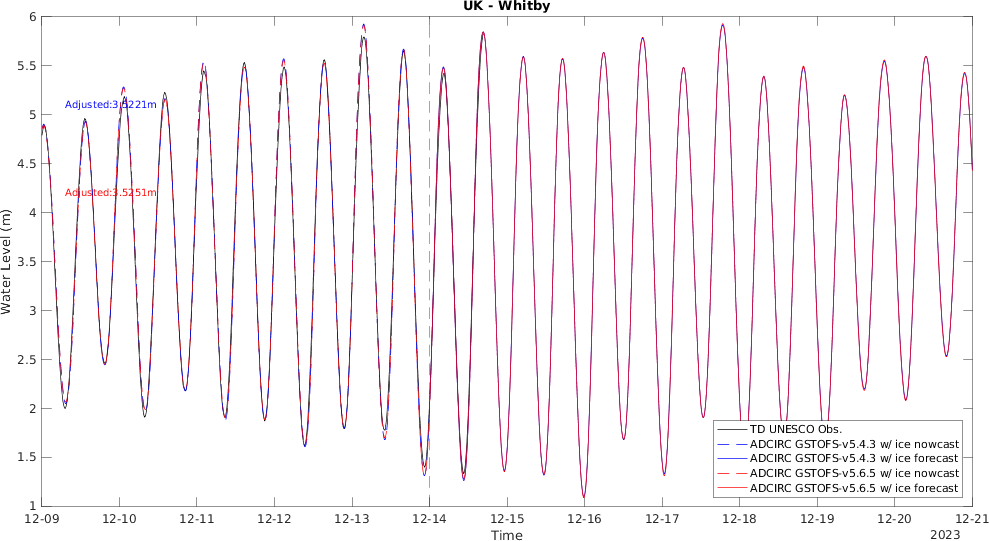 UK - Whitby
6
5.5
5
4.5
4
3.5
3
2.5
2
1.5
1
Water Level (m)
Adjusted:3.5221m
Adjusted:3.5251m
TD UNESCO Obs.
ADCIRC GSTOFS-v5.4.3 w/ ice nowcast
ADCIRC GSTOFS-v5.4.3 w/ ice forecast
ADCIRC GSTOFS-v5.6.5 w/ ice nowcast
ADCIRC GSTOFS-v5.6.5 w/ ice forecast
12-09 12-10 12-11 12-12 12-13 12-14 12-15 12-16 12-17 12-18 12-19 12-20 12-21
Time
2023